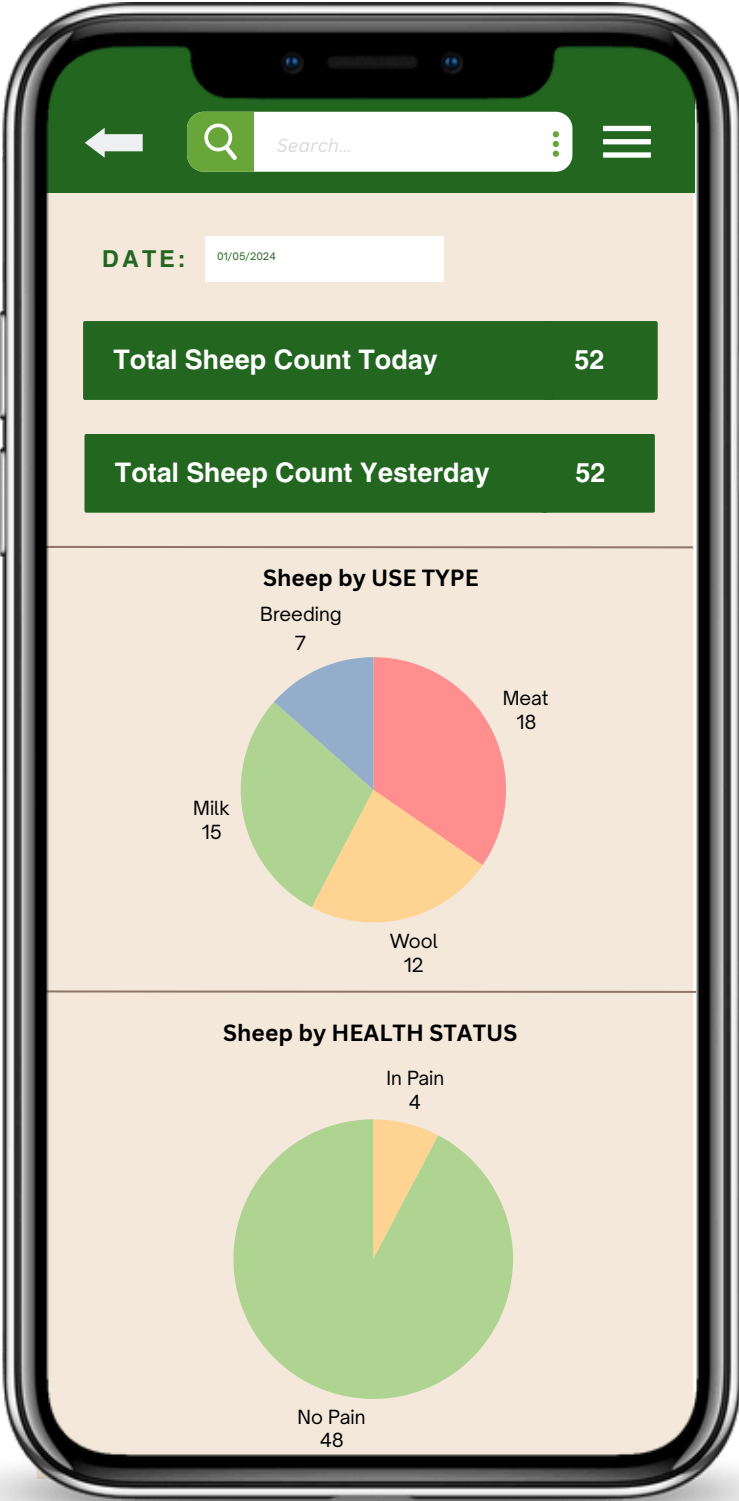 Search...
DATE: 01/05/2024
Total Sheep Count Today 52
Total Sheep Count Yesterday 52
Sheep by USE TYPE
Breeding
7
Meat
18
Milk
15
Wool
12
Sheep by HEALTH STATUS
In Pain
4
No Pain
48